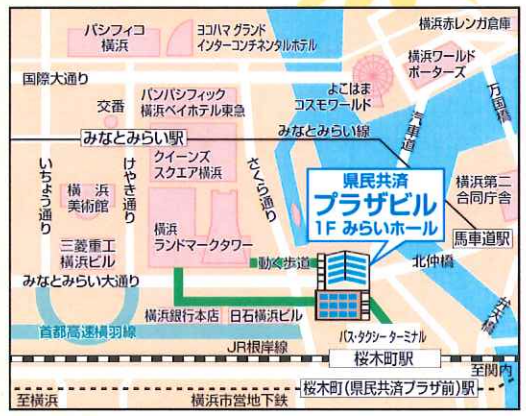 パシフィコ
横浜
ヨコハマ グランド
インターコンチネンタルホテル
横浜赤レンガ倉庫
横浜ワールド
ポーターズ
国際大通り
交番
パンパシフィック
横浜ベイホテル東急
よこはま
コスモワールド
万国橋
汽車道
みなとみらい駅
みなとみらい線
いちょう通り
けやき通り
クイーンズ
スクエア横浜
さくら通り
県民共済
プラザビル
1F みらいホール
横浜第二
合同庁舎
横浜
美術館
馬車道駅
三菱重工
横浜ビル
横浜
ランドマークタワー
動く歩道
北仲橋
みなとみらい大通り
弁天橋
横浜銀行本店
日石横浜ビル
首都高速横羽線
バス・タクシーターミナル
JR根岸線
桜木町駅
至関内
至横浜
横浜市営地下鉄
桜木町(県民共済プラザ前)駅